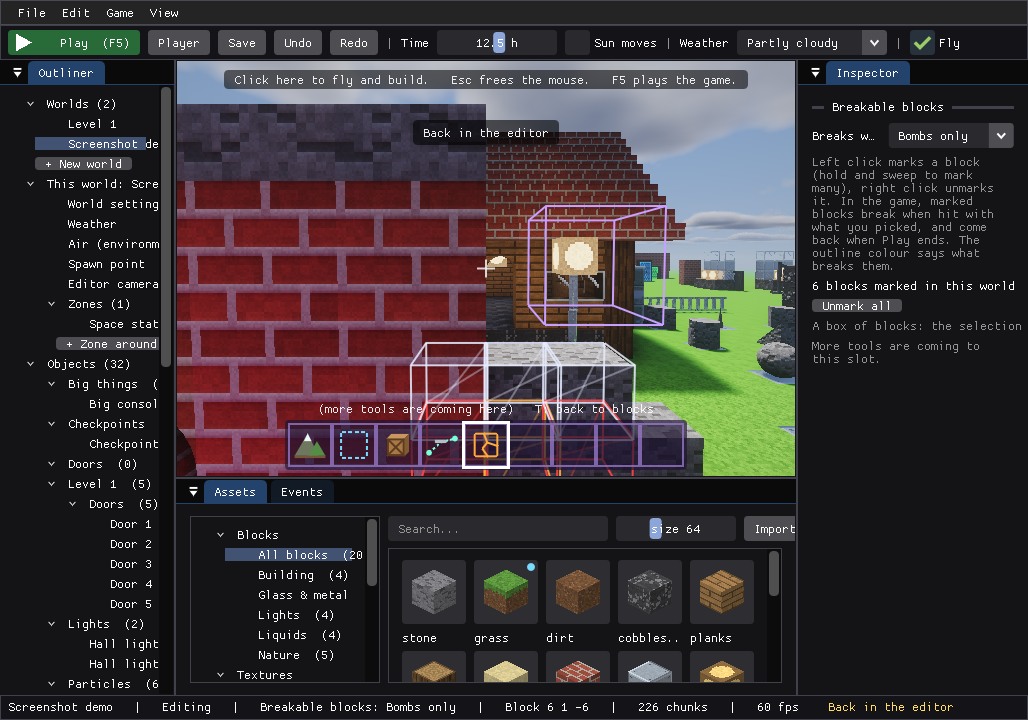 File Edit Game View
Play (F5) Player Save Undo Redo | Time 12.5 h Sun moves | Weather Partly cloudy | Fly
Outliner
Worlds (2)
Level 1
Screenshot de
+ New world
This world: Scre
World setting
Weather
Air (environm
Spawn point
Editor camera
Zones (1)
Space stat
+ Zone around
Objects (32)
Big things (
Big consol
Checkpoints
Checkpoint
Doors (0)
Level 1 (5)
Doors (5)
Door 1
Door 2
Door 3
Door 4
Door 5
Lights (2)
Hall light
Hall light
Particles (6
Click here to fly and build. Esc frees the mouse. F5 plays the game.
Back in the editor
(more tools are coming here) T: back to blocks
Assets Events
Blocks
All blocks (20
Building (4)
Glass & metal
Lights (4)
Liquids (4)
Nature (5)
Textures
Search... size 64 Import
stone grass dirt cobbles.. planks
Inspector
Breakable blocks
Breaks w… Bombs only
Left click marks a block
(hold and sweep to mark
many), right click unmarks
it. In the game, marked
blocks break when hit with
what you picked, and come
back when Play ends. The
outline colour says what
breaks them.
6 blocks marked in this world
Unmark all
A box of blocks: the selection
More tools are coming to
this slot.
Screenshot demo | Editing | Breakable blocks: Bombs only | Block 6 1 -6 | 226 chunks | 60 fps Back in the editor